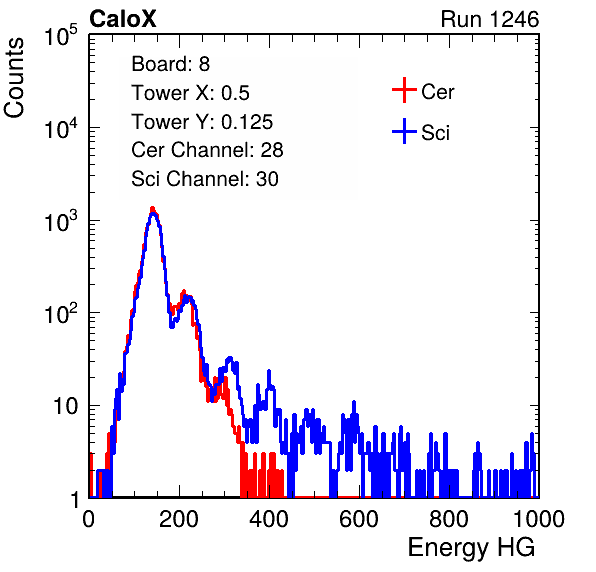 CaloX Run 1246
Counts
10^5
Board: 8
Tower X: 0.5
Tower Y: 0.125
Cer Channel: 28
Sci Channel: 30
Cer
Sci
10^4
10^3
10^2
10
1
0 200 400 600 800 1000
Energy HG